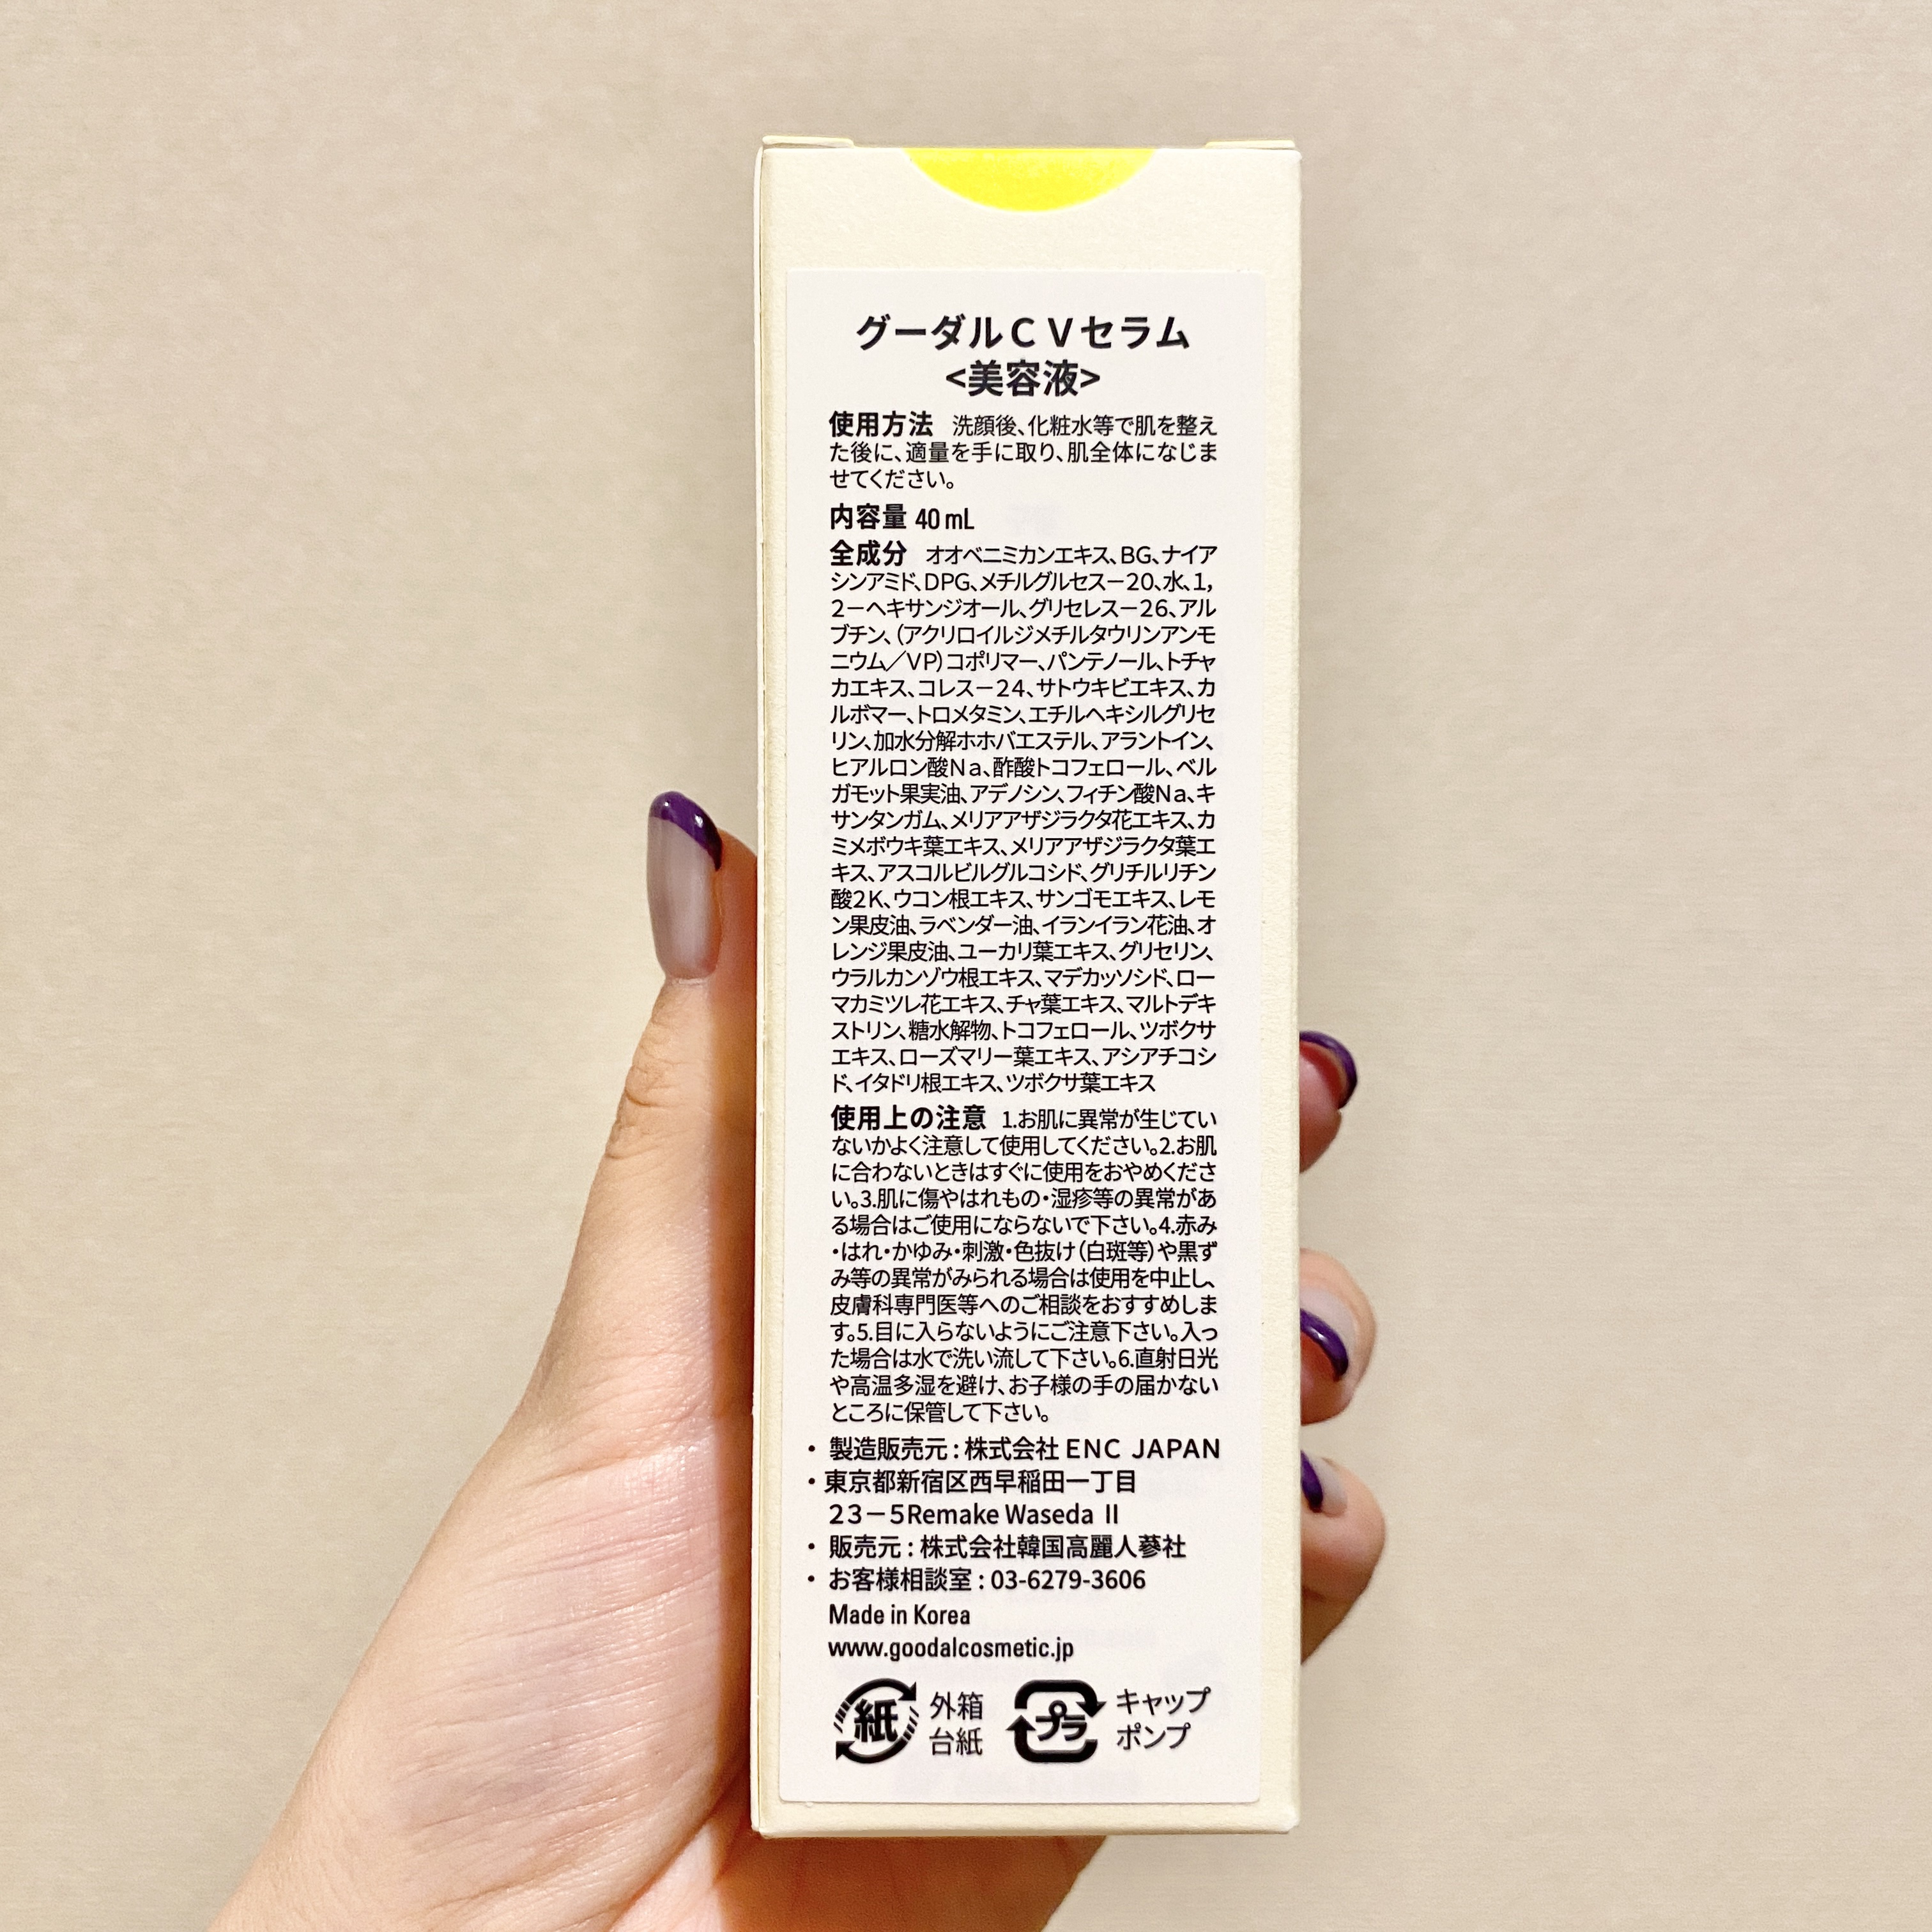 グーダルＣＶセラム
<美容液>
使用方法 洗顔後、化粧水等で肌を整え
た後に、適量を手に取り、肌全体になじま
せてください。
内容量 40 mL
全成分 オオベニミカンエキス、BG、ナイア
シンアミド、DPG、メチルグルセス－20、水、1,
2－ヘキサンジオール、グリセレス－26、アル
ブチン、（アクリロイルジメチルタウリンアンモ
ニウム／VP）コポリマー、パンテノール、トチャ
カエキス、コレス－24、サトウキビエキス、カ
ルボマー、トロメタミン、エチルヘキシルグリセ
リン、加水分解ホホバエステル、アラントイン、
ヒアルロン酸Ｎａ、酢酸トコフェロール、ベル
ガモット果実油、アデノシン、フィチン酸Na、キ
サンタンガム、メリアアザジラクタ花エキス、カ
ミメボウキ葉エキス、メリアアザジラクタ葉エ
キス、アスコルビルグルコシド、グリチルリチン
酸2K、ウコン根エキス、サンゴモエキス、レモ
ン果皮油、ラベンダー油、イランイラン花油、オ
レンジ果皮油、ユーカリ葉エキス、グリセリン、
ウラルカンゾウ根エキス、マデカッソシド、ロー
マカミツレ花エキス、チャ葉エキス、マルトデキ
ストリン、糖水解物、トコフェロール、ツボクサ
エキス、ローズマリー葉エキス、アシアチコシ
ド、イタドリ根エキス、ツボクサ葉エキス
使用上の注意 1.お肌に異常が生じてい
ないかよく注意して使用してください。2.お肌
に合わないときはすぐに使用をおやめくださ
い。3.肌に傷やはれもの・湿疹等の異常があ
る場合はご使用にならないで下さい。4.赤み
・はれ・かゆみ・刺激・色抜け（白斑等）や黒ず
み等の異常がみられる場合は使用を中止し、
皮膚科専門医等へのご相談をおすすめしま
す。5.目に入らないようにご注意下さい。入っ
た場合は水で洗い流して下さい。6.直射日光
や高温多湿を避け、お子様の手の届かない
ところに保管して下さい。
・ 製造販売元 : 株式会社 ENC JAPAN
・東京都新宿区西早稲田一丁目
23－5Remake Waseda Ⅱ
・ 販売元 : 株式会社韓国高麗人蔘社
・ お客様相談室 : 03-6279-3606
Made in Korea
www.goodalcosmetic.jp
紙 外箱
台紙
プラ キャップ
ポンプ